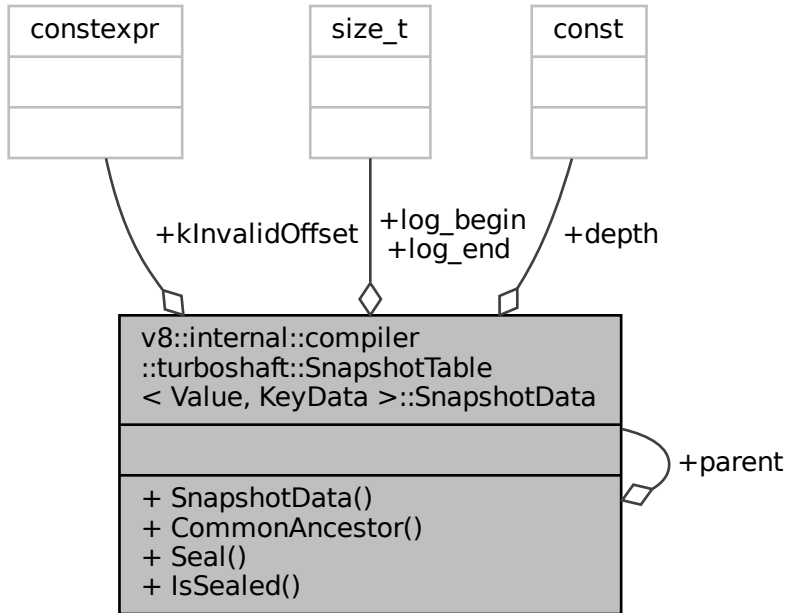 constexpr
size_t
const
+kInvalidOffset
+log_begin
+log_end
+depth
v8::internal::compiler
::turboshaft::SnapshotTable
< Value, KeyData >::SnapshotData
+parent
+ SnapshotData()
+ CommonAncestor()
+ Seal()
+ IsSealed()